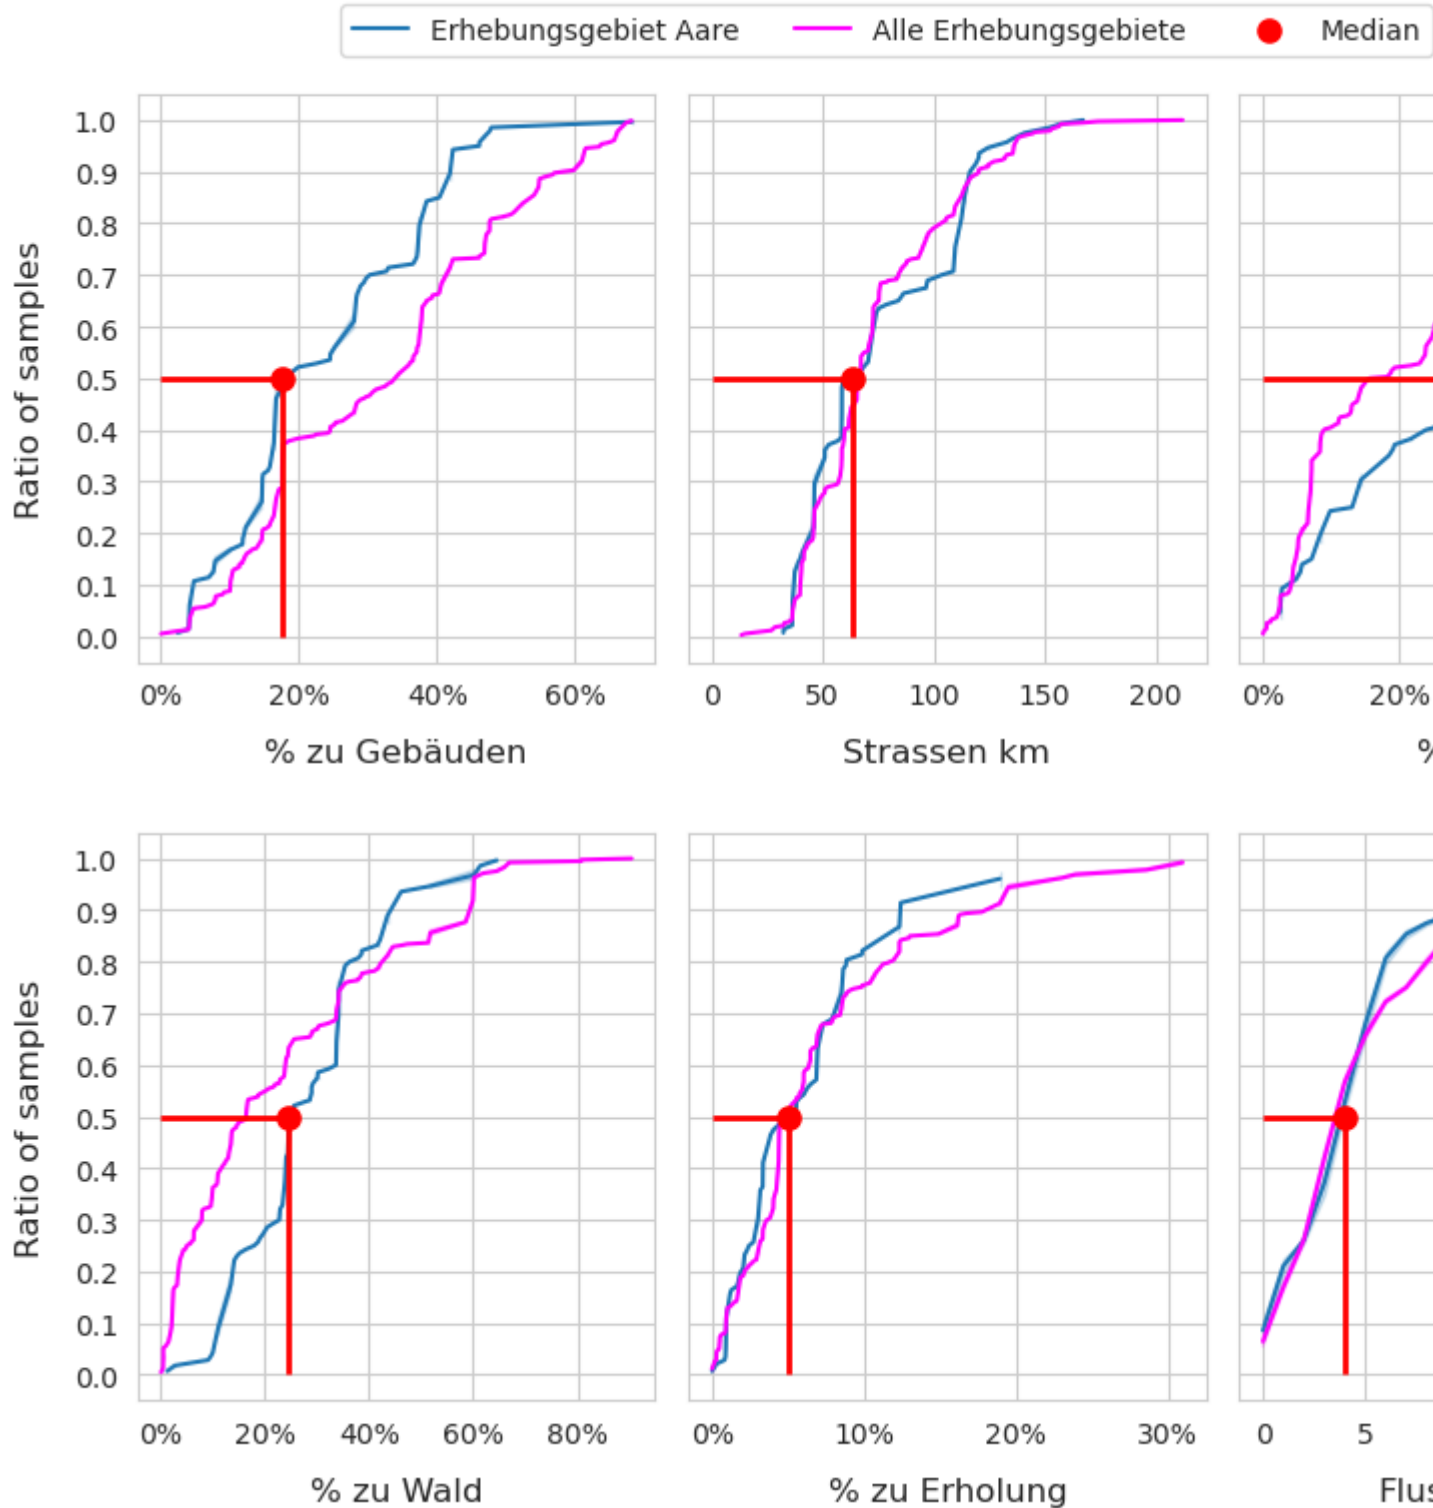 Erhebungsgebiet Aare Alle Erhebungsgebiete Median
Ratio of samples
1.0
0.9
0.8
0.7
0.6
0.5
0.4
0.3
0.2
0.1
0.0
0% 20% 40% 60%
% zu Gebäuden
0 50 100 150 200
Strassen km
0% 20%
%
Ratio of samples
1.0
0.9
0.8
0.7
0.6
0.5
0.4
0.3
0.2
0.1
0.0
0% 20% 40% 60% 80%
% zu Wald
0% 10% 20% 30%
% zu Erholung
0 5
Flus